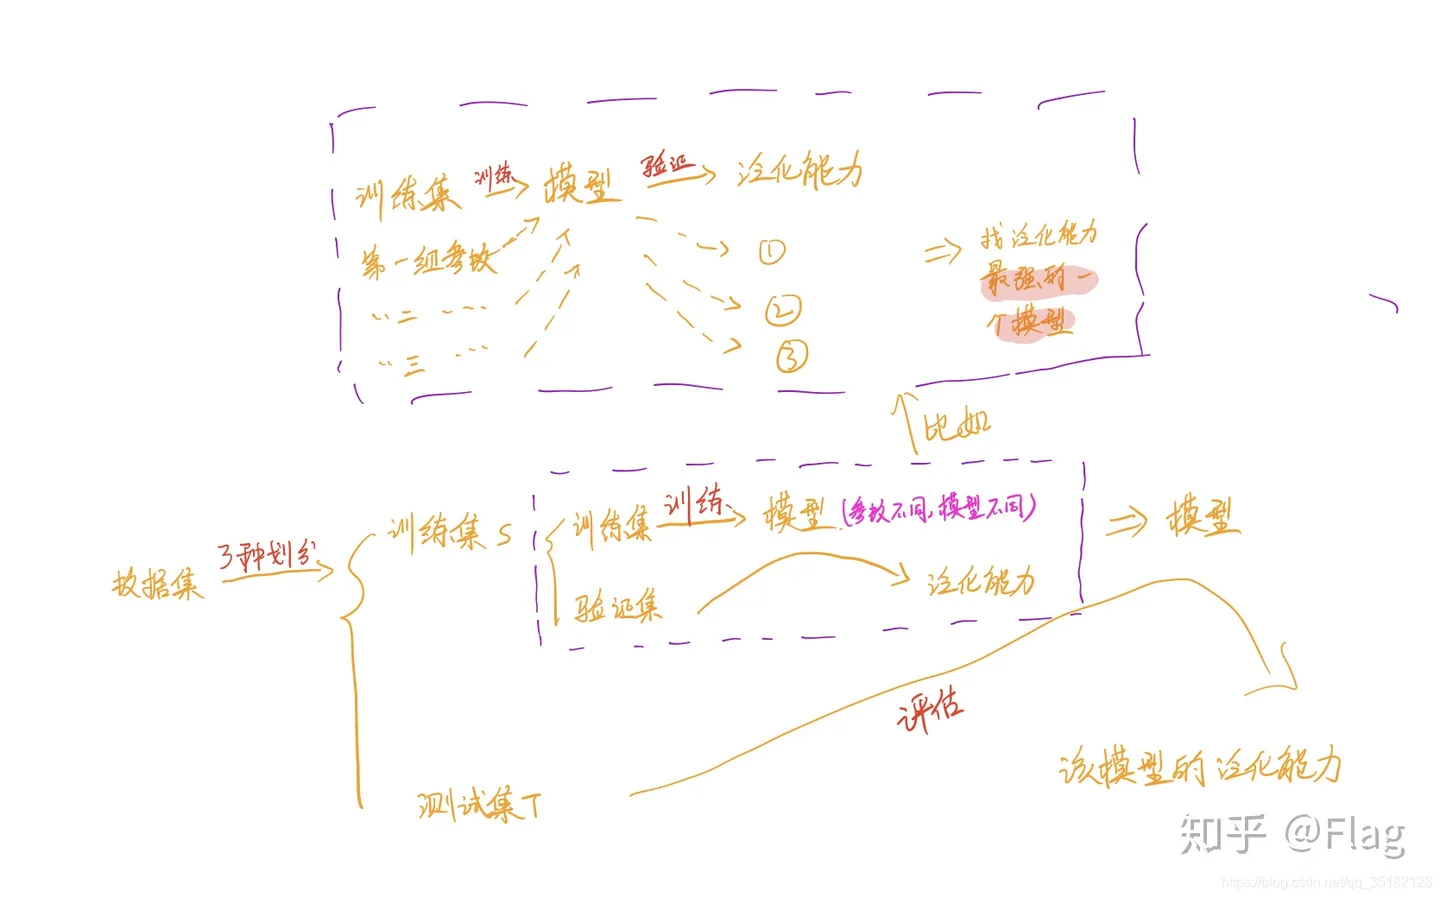 训练集 训练 模型 验证 泛化能力
第一组参数 ①
〃 二 … ②
〃 三 … ③
⇒ 找泛化能力
最强的一
个模型
比如
数据集 3种划分
训练集 S
训练集 训练 模型 (参数不同,模型不同)
验证集 泛化能力
⇒ 模型
测试集 T
评估
该模型的泛化能力
知乎 @Flag
https://blog.csdn.net/qq_35182128